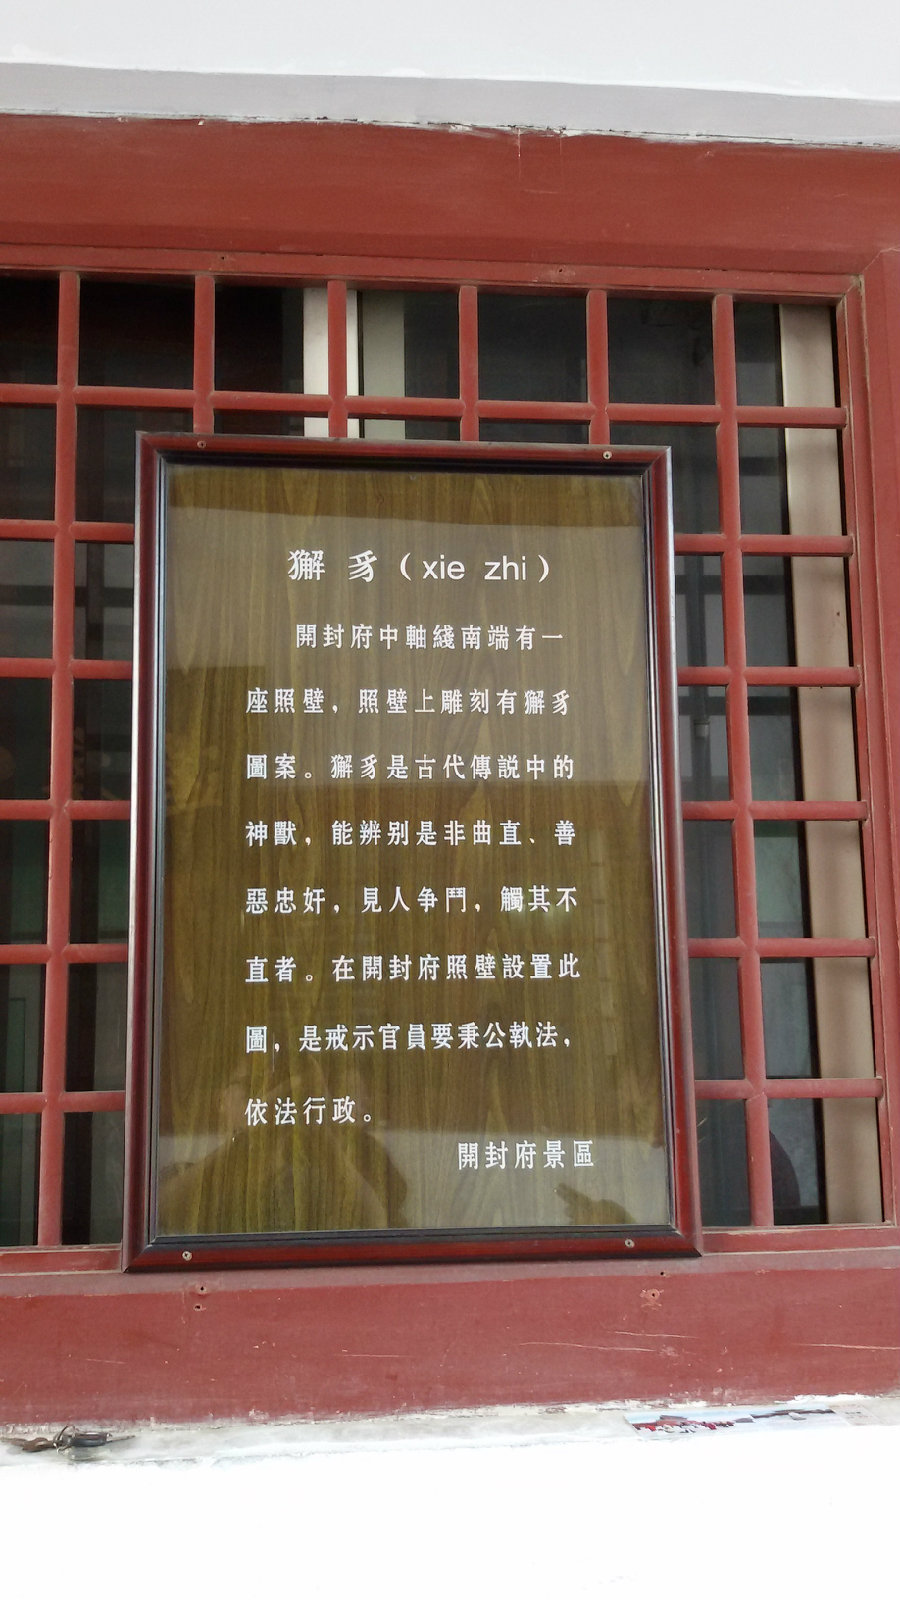 獬豸（xie zhi）
開封府中軸綫南端有一
座照壁，照壁上雕刻有獬豸
圖案。獬豸是古代傳説中的
神獸，能辨别是非曲直、善
惡忠奸，見人争鬥，觸其不
直者。在開封府照壁設置此
圖，是戒示官員要秉公執法，
依法行政。
開封府景區